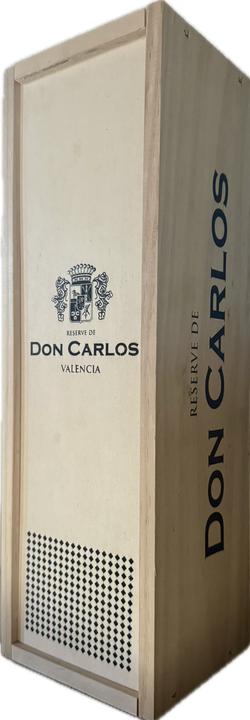 RESERVE DE
DON CARLOS
VALENCIA
RESERVE DE
DON CARLOS